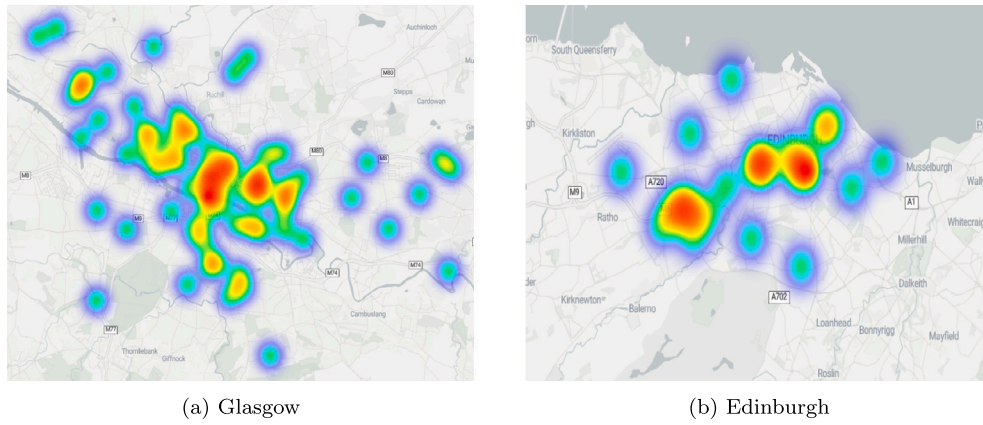 Auchinloch
M80
Ruchill
Stepps
Cardowan
M80
M8
M8
M8
M74
M74
Cambuslang
M77
Thornliebank
Giffnock
(a) Glasgow
South Queensferry
Kirkliston
EDINBURGH
Musselburgh
A720
M9
A1
Ratho
Whitecraig
Millerhill
Dalkeith
A702
Kirknewton
Balerno
Loanhead
Bonnyrigg
Mayfield
Roslin
(b) Edinburgh